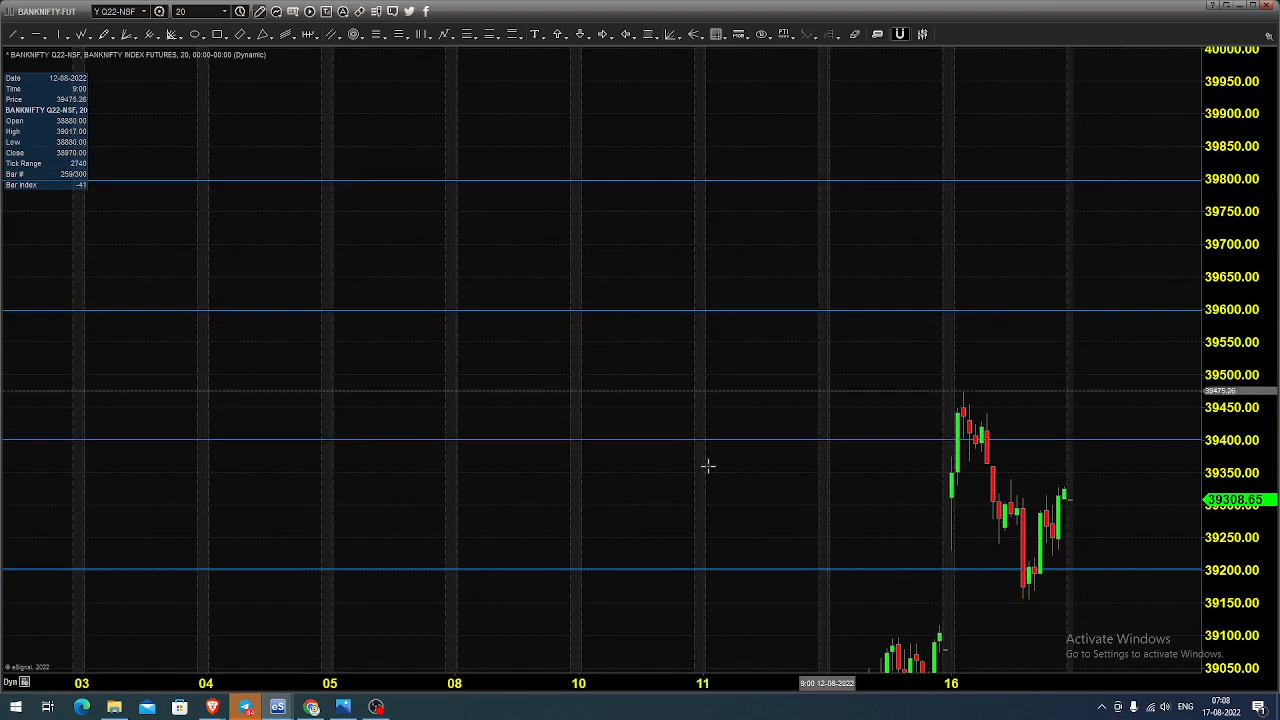 BANKNIFTY-FUT
Y Q22-NSF
20
* BANKNIFTY Q22-NSF, BANKNIFTY INDEX FUTURES, 20, 00:00-00:00 (Dynamic)
Date 12-08-2022
Time 9:00
Price 39475.26
BANKNIFTY Q22-NSF, 20
Open 38880.00
High 39017.00
Low 38880.00
Close 38970.00
Tick Range 2740
Bar # 259/300
Bar Index -41
40000.00
39950.00
39900.00
39850.00
39800.00
39750.00
39700.00
39650.00
39600.00
39550.00
39500.00
39475.26
39450.00
39400.00
39350.00
39308.65
39250.00
39200.00
39150.00
39100.00
39050.00
Activate Windows
Go to Settings to activate Windows.
© eSignal, 2022
Dyn
03
04
05
08
10
11
9:00 12-08-2022
16
07:08
17-08-2022